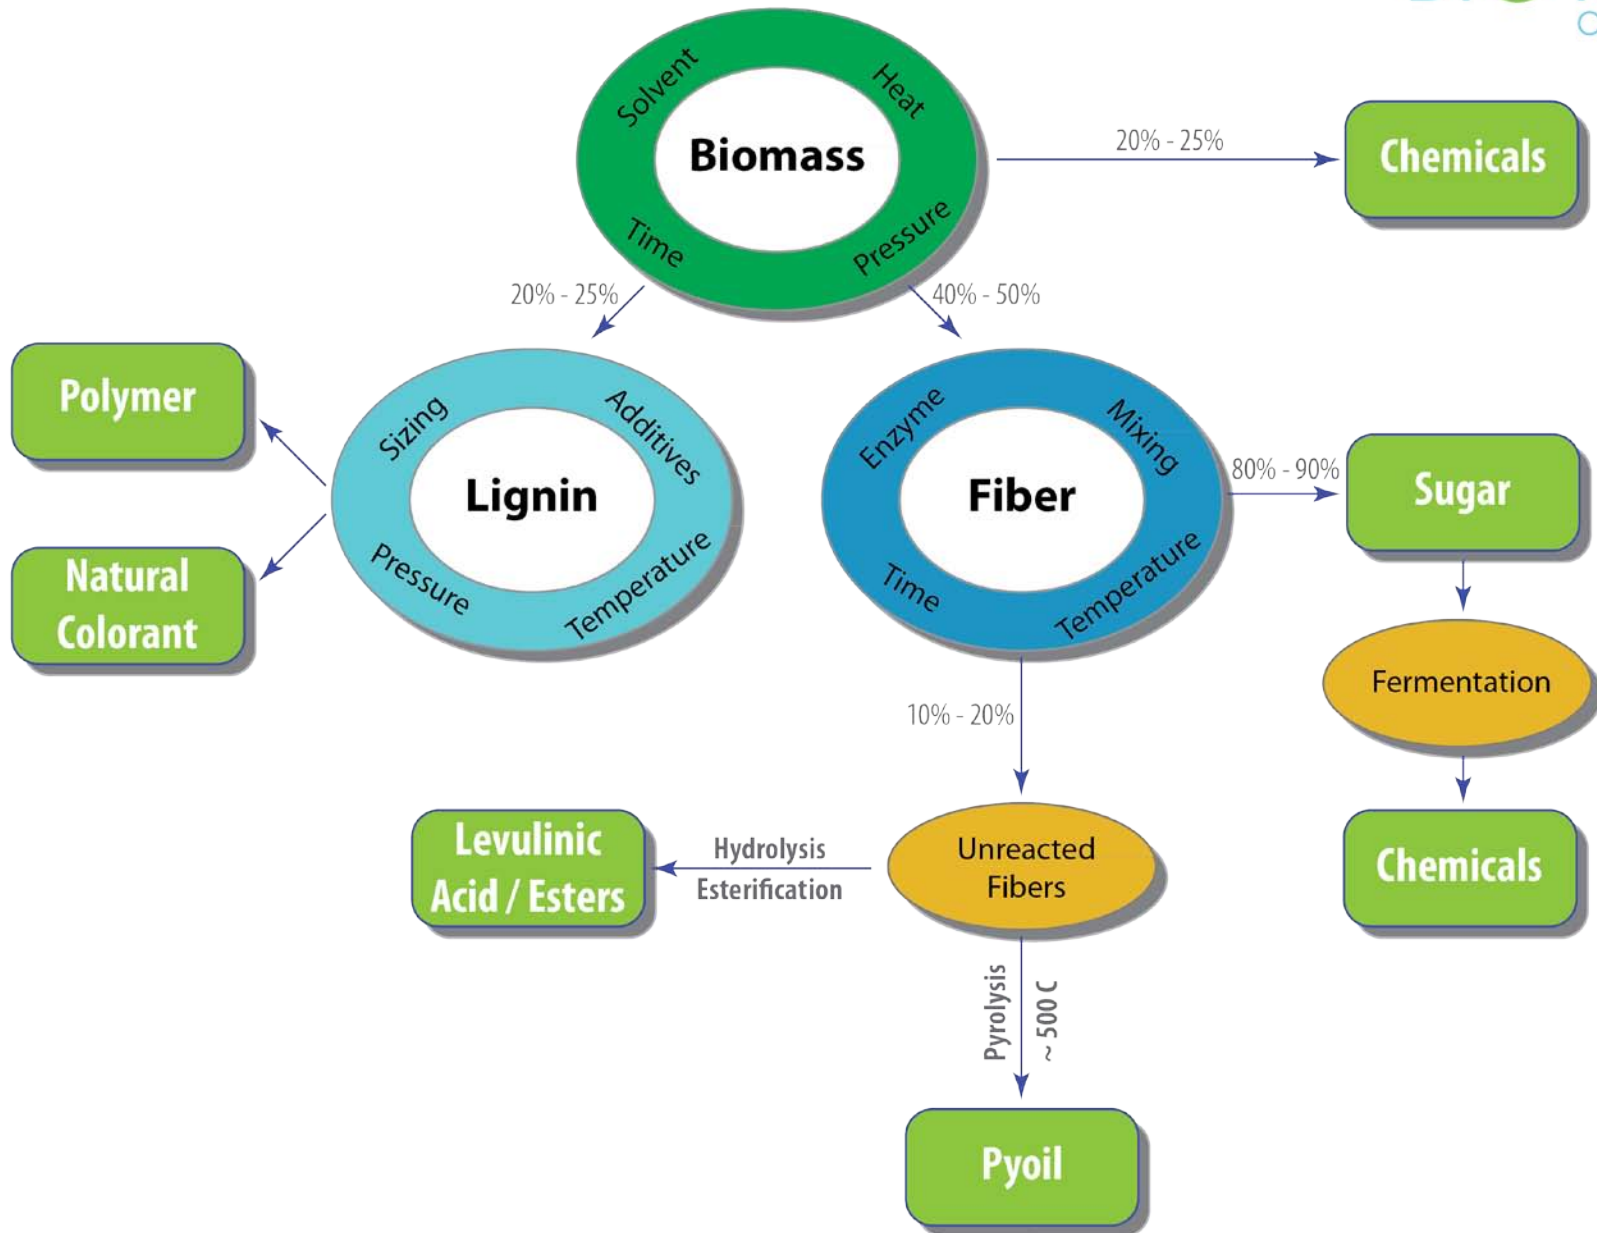 Solvent
Heat
Biomass
Time
Pressure
20% - 25%
Chemicals
20% - 25%
40% - 50%
Polymer
Natural
Colorant
Sizing
Additives
Lignin
Pressure
Temperature
Enzyme
Mixing
Fiber
Time
Temperature
80% - 90%
Sugar
Fermentation
Chemicals
10% - 20%
Unreacted
Fibers
Hydrolysis
Esterification
Levulinic
Acid / Esters
Pyrolysis
~ 500 C
Pyoil